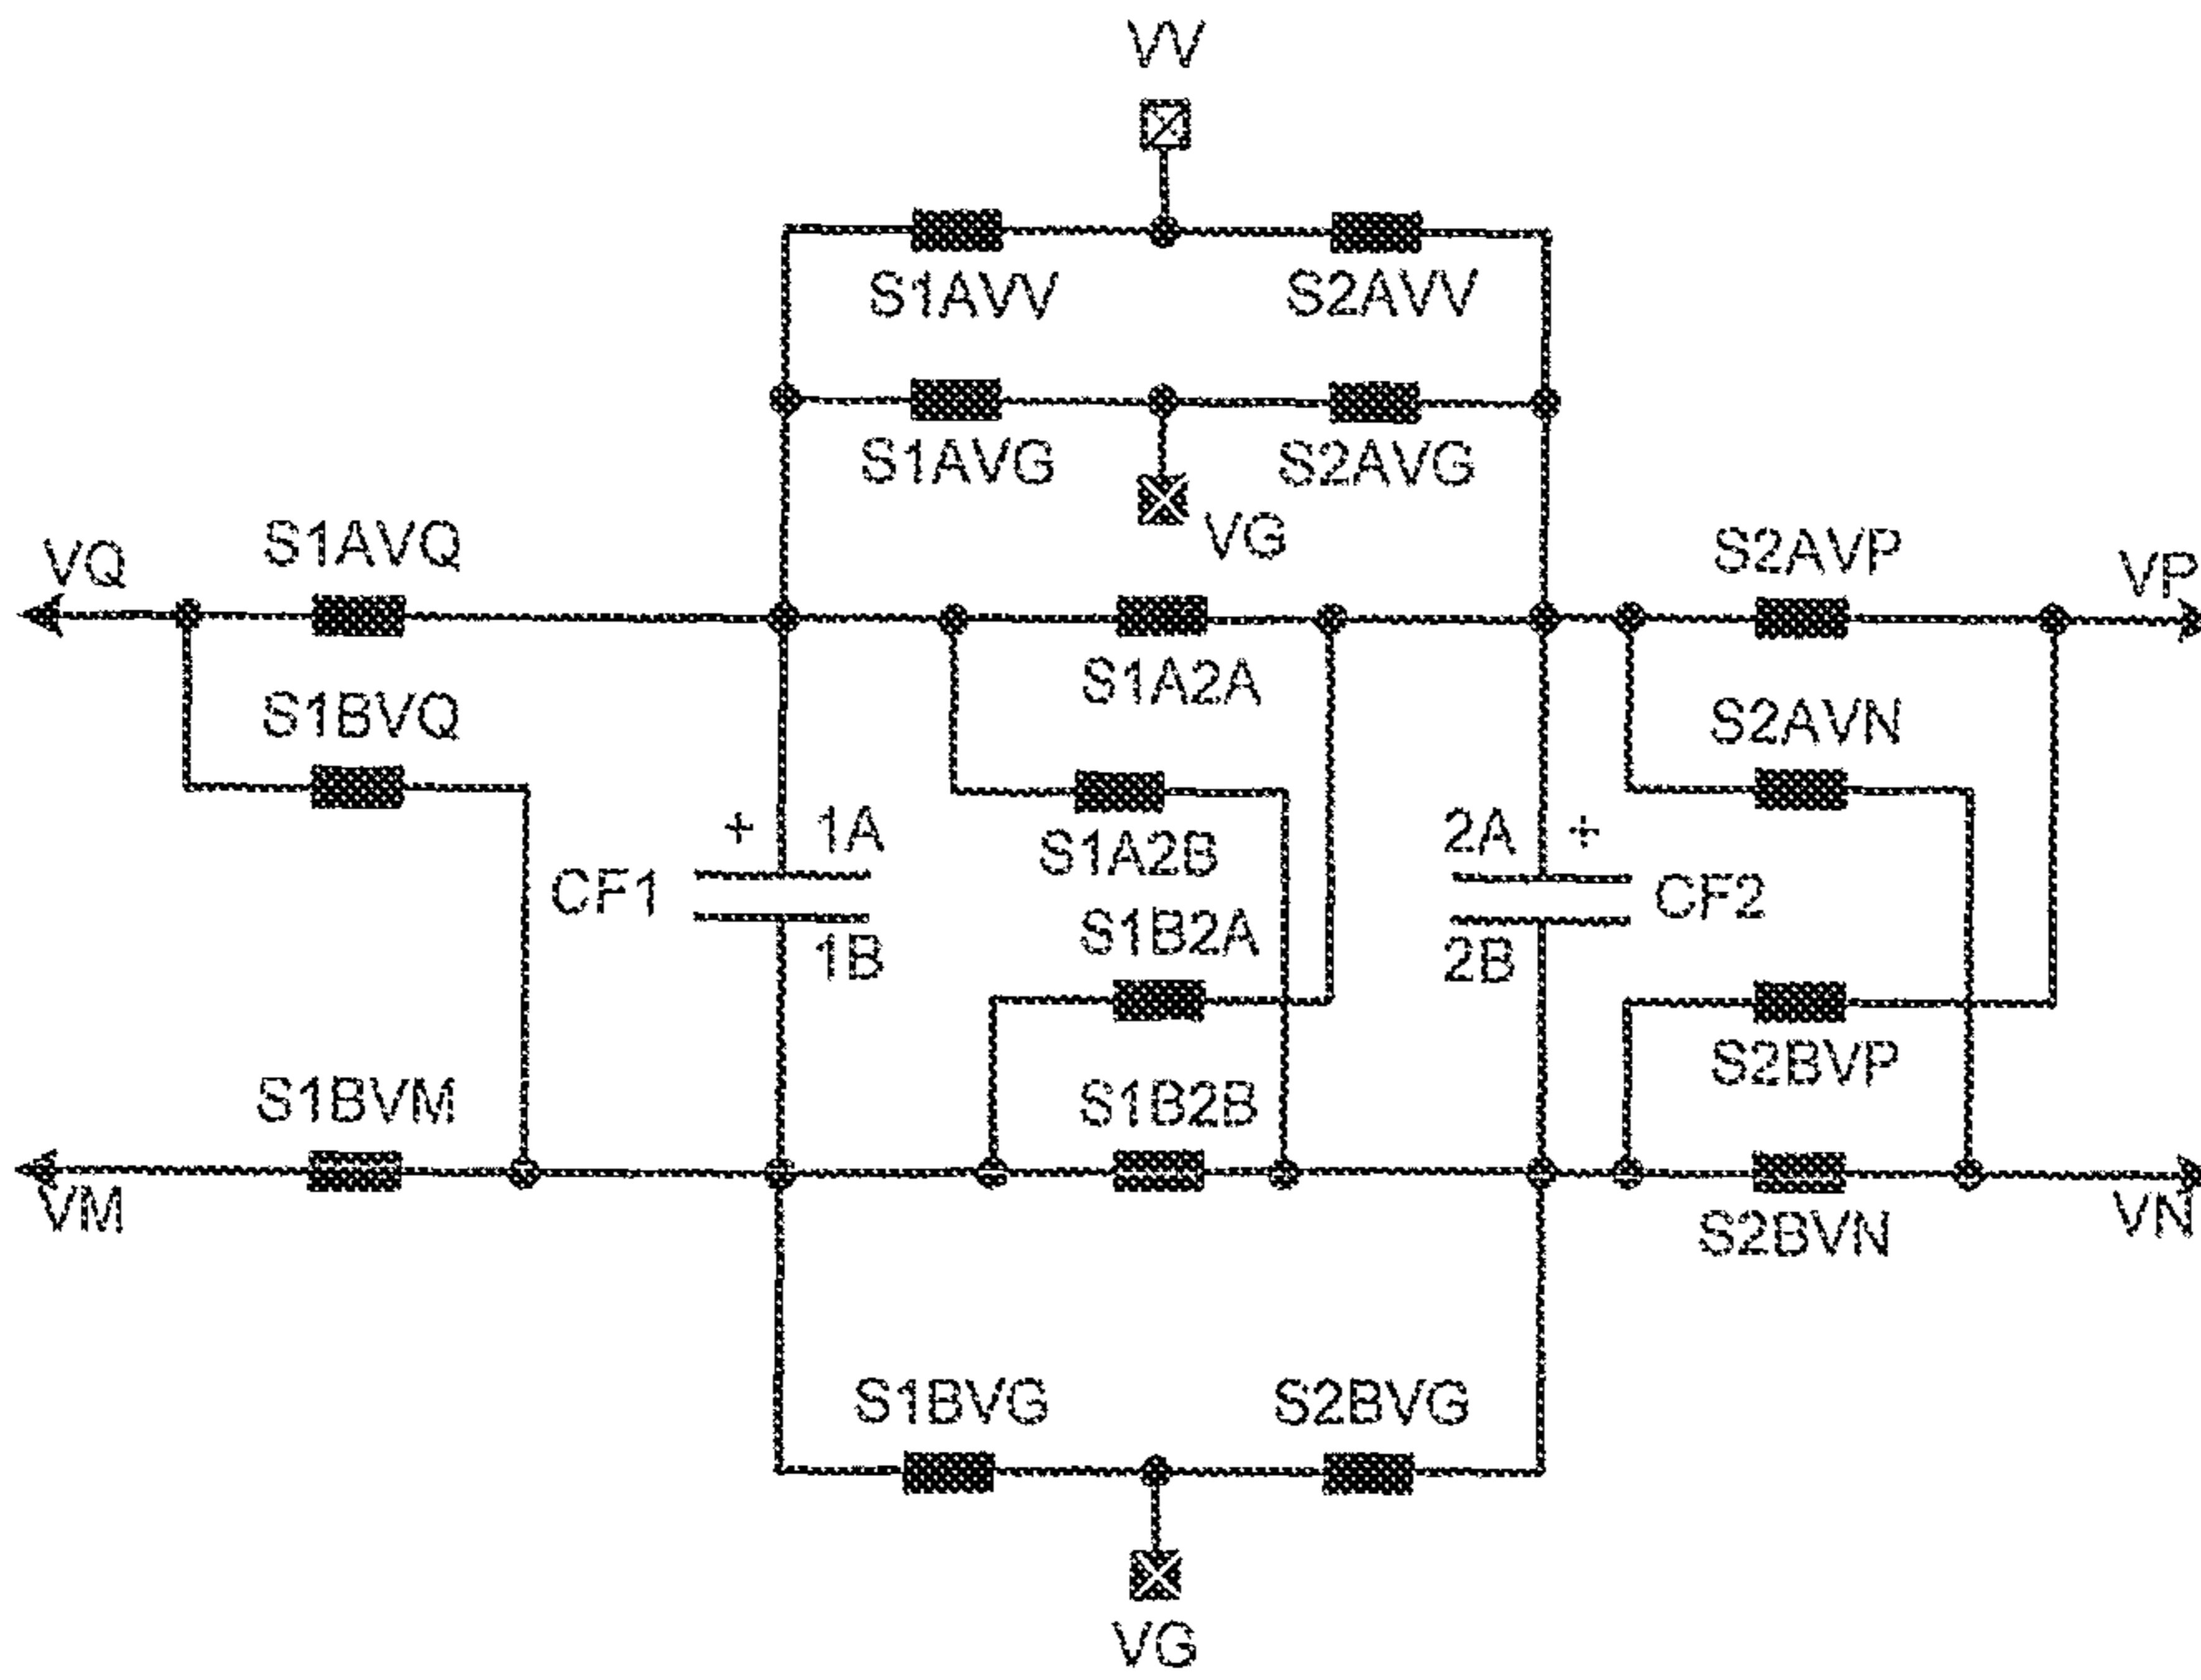 VV
S1AVV
S2AVV
S1AVG
S2AVG
VG
VQ
S1AVQ
S2AVP
VP
S1A2A
S1BVQ
S2AVN
+
1A
2A
+
S1A2B
CF1
CF2
S1B2A
1B
2B
S2BVP
S1BVM
S1B2B
VM
VN
S2BVN
S1BVG
S2BVG
VG